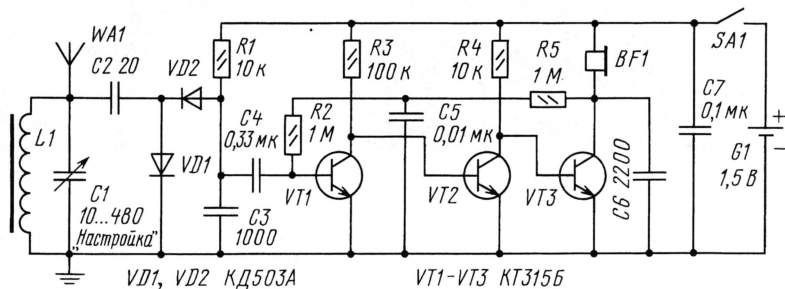 WA1
C2 20
VD2
R1
10 к
R3
100 к
R4
10 к
R5
1 М
BF1
SA1
L1
C1
10...480
„Настройка"
VD1
C4
0,33 мк
R2
1 М
C3
1000
VT1
C5
0,01 мк
VT2
VT3
C6 2200
C7
0,1 мк
+
−
G1
1,5 В
VD1, VD2 КД503А
VT1-VT3 КТ315Б